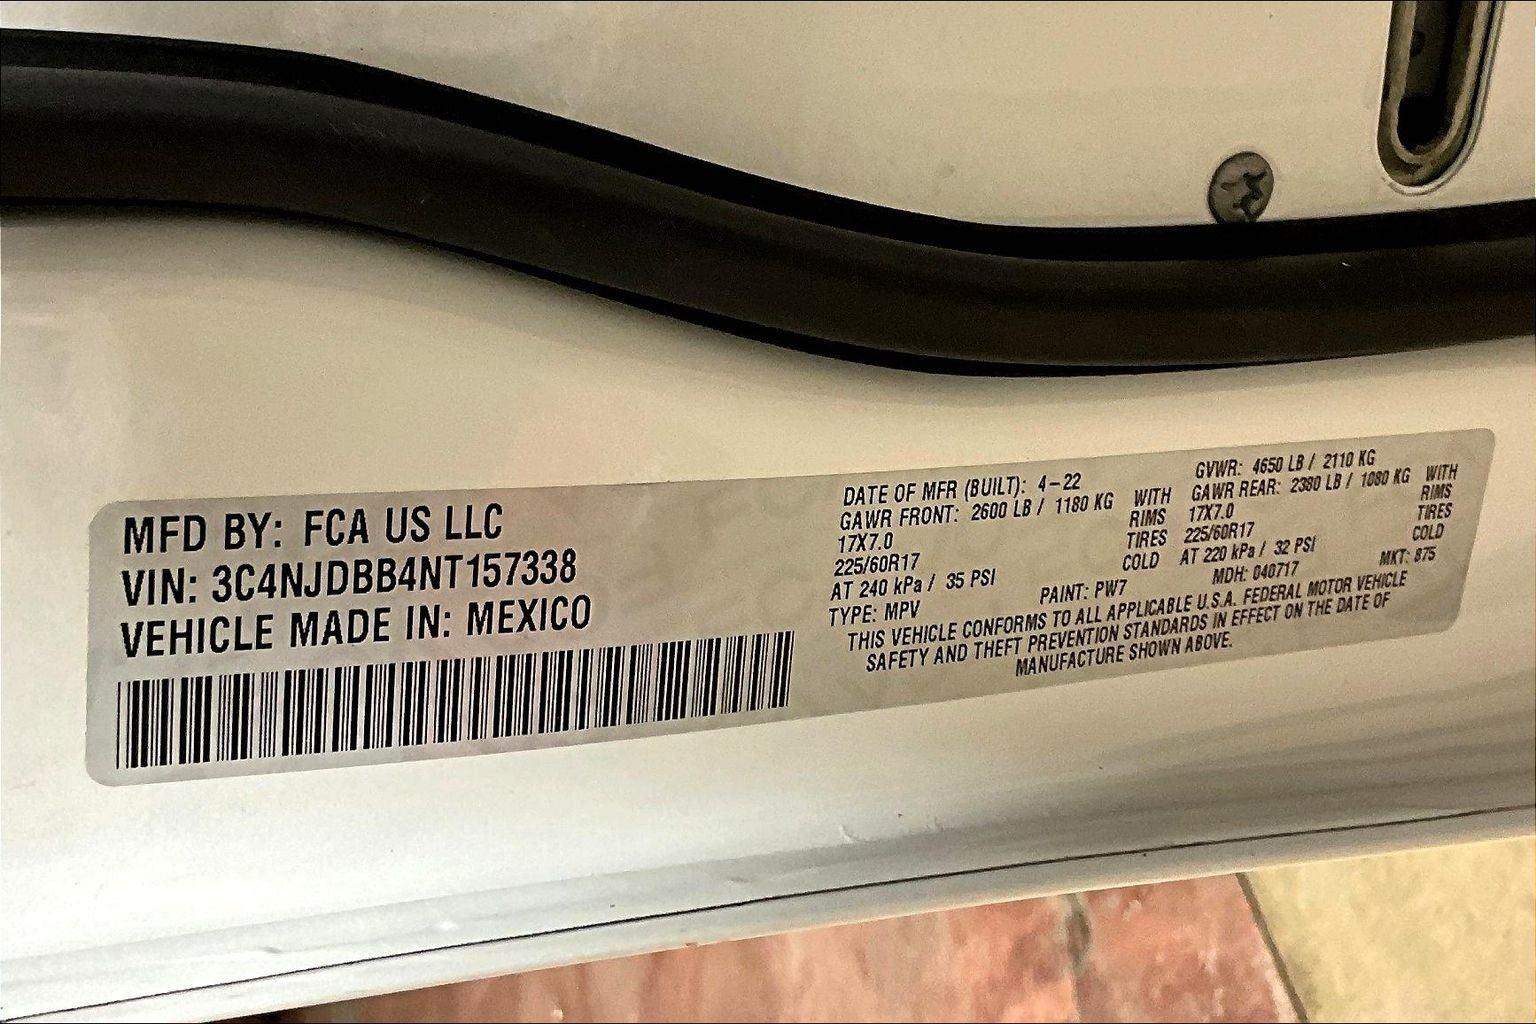 MFD BY: FCA US LLC
VIN: 3C4NJDBB4NT157338
VEHICLE MADE IN: MEXICO
DATE OF MFR (BUILT): 4-22
GAWR FRONT: 2600 LB / 1180 KG WITH
17X7.0 RIMS
225/60R17 TIRES
AT 240 kPa / 35 PSI COLD
TYPE: MPV
GVWR: 4650 LB / 2110 KG
GAWR REAR: 2380 LB / 1080 KG WITH
17X7.0 RIMS
225/60R17 TIRES
AT 220 kPa / 32 PSI COLD
PAINT: PW7 MDH: 040717 MKT: 875
THIS VEHICLE CONFORMS TO ALL APPLICABLE U.S.A. FEDERAL MOTOR VEHICLE
SAFETY AND THEFT PREVENTION STANDARDS IN EFFECT ON THE DATE OF
MANUFACTURE SHOWN ABOVE.